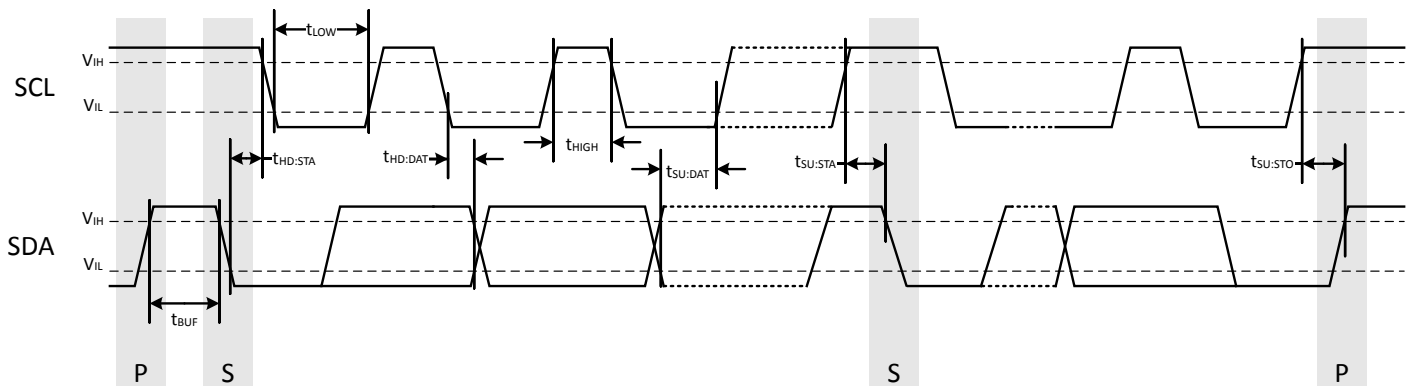 tLOW
VIH
SCL
VIL
tHD:STA
tHD:DAT
tHIGH
tSU:DAT
tSU:STA
tSU:STO
VIH
SDA
VIL
tBUF
P
S
S
P